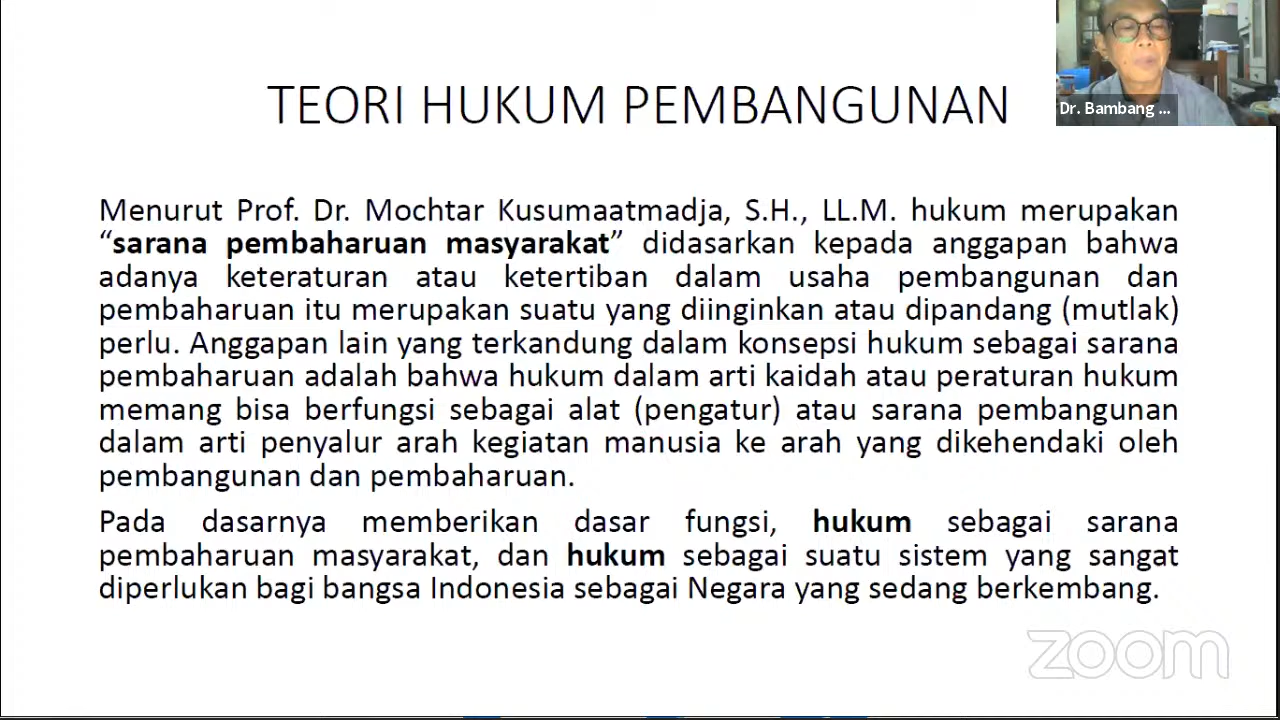 TEORI HUKUM PEMBANGUNAN
Dr. Bambang ...
Menurut Prof. Dr. Mochtar Kusumaatmadja, S.H., LL.M. hukum merupakan
“sarana pembaharuan masyarakat” didasarkan kepada anggapan bahwa
adanya keteraturan atau ketertiban dalam usaha pembangunan dan
pembaharuan itu merupakan suatu yang diinginkan atau dipandang (mutlak)
perlu. Anggapan lain yang terkandung dalam konsepsi hukum sebagai sarana
pembaharuan adalah bahwa hukum dalam arti kaidah atau peraturan hukum
memang bisa berfungsi sebagai alat (pengatur) atau sarana pembangunan
dalam arti penyalur arah kegiatan manusia ke arah yang dikehendaki oleh
pembangunan dan pembaharuan.
Pada dasarnya memberikan dasar fungsi, hukum sebagai sarana
pembaharuan masyarakat, dan hukum sebagai suatu sistem yang sangat
diperlukan bagi bangsa Indonesia sebagai Negara yang sedang berkembang.
zoom